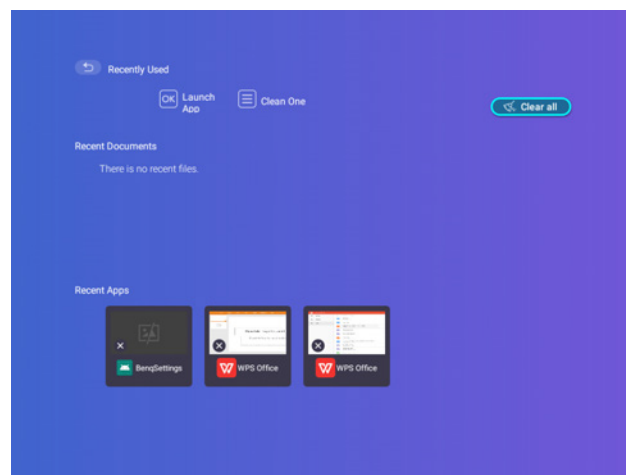 Recently Used
OK Launch App
Clean One
Clear all
Recent Documents
There is no recent files.
Recent Apps
BenqSettings
WPS Office
WPS Office